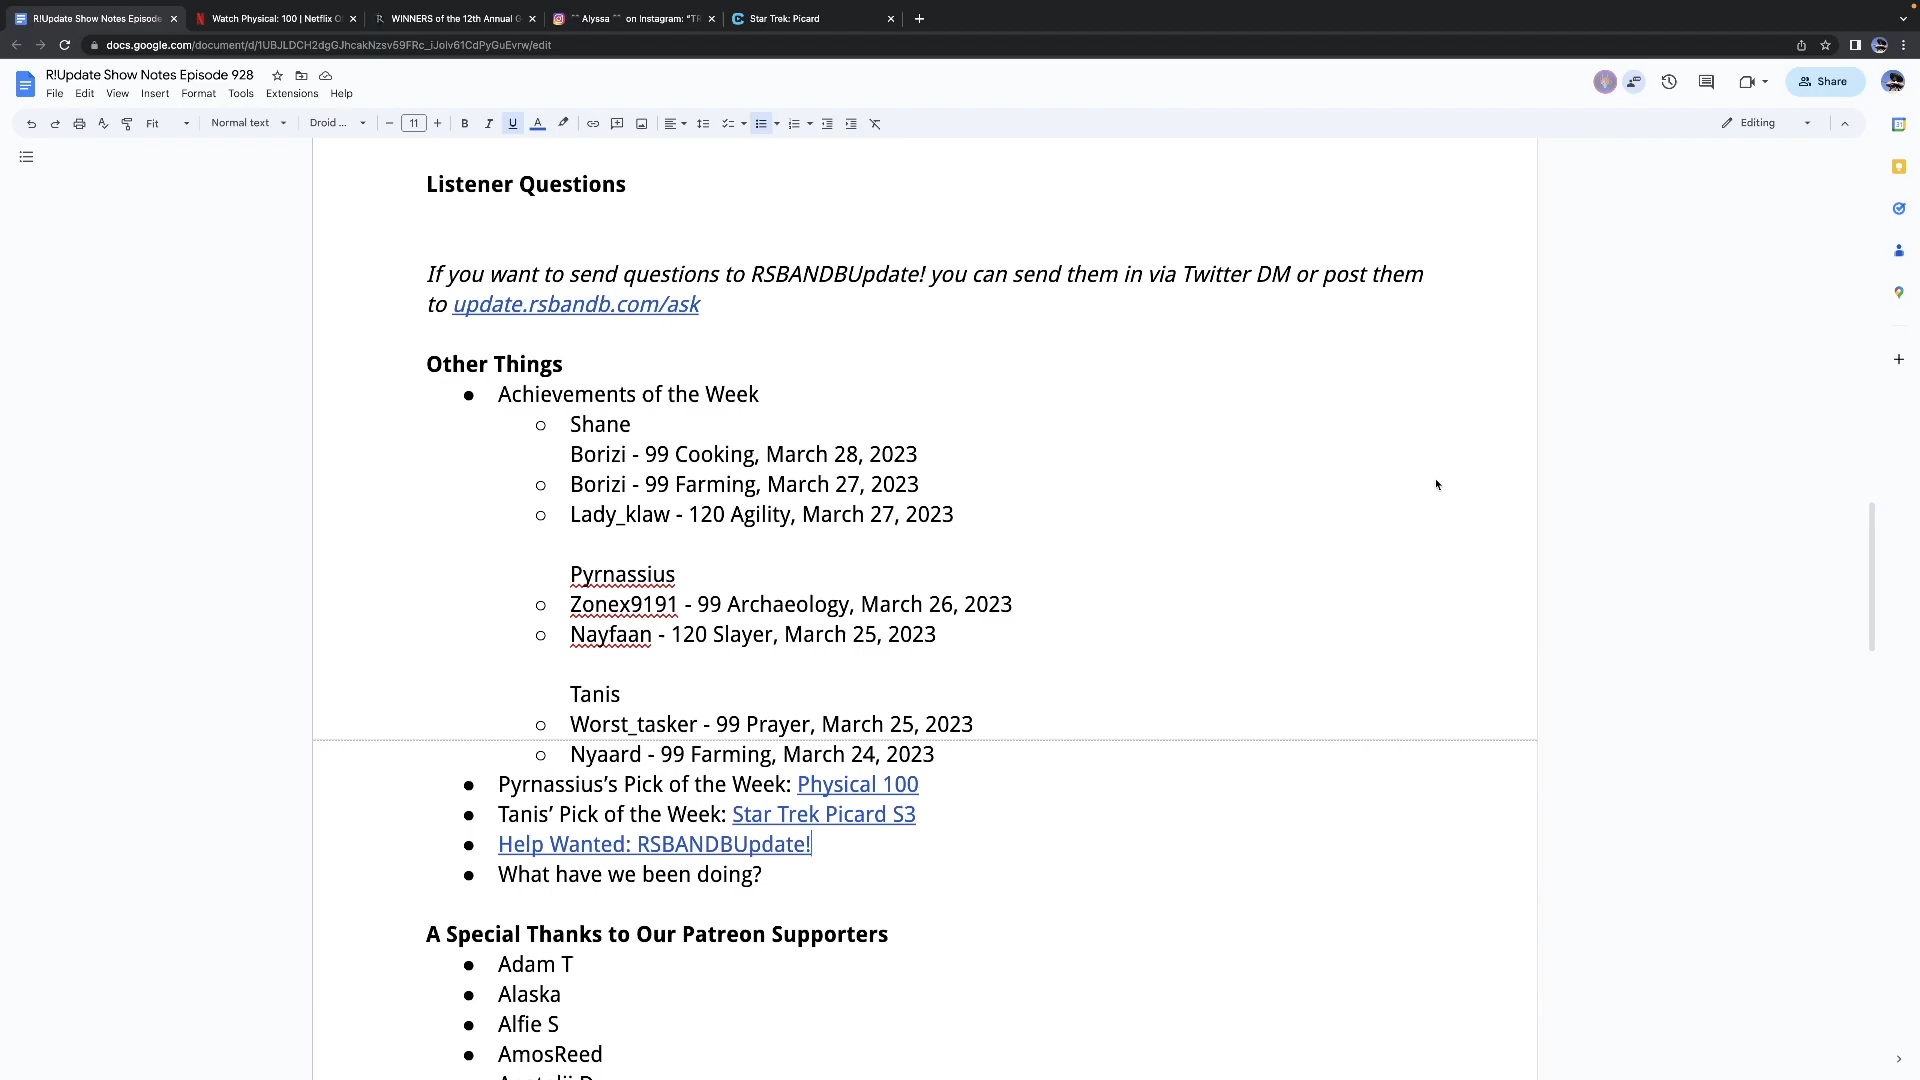 R!Update Show Notes Episode
Watch Physical: 100 | Netflix O
WINNERS of the 12th Annual G
Alyssa on Instagram: "TR
Star Trek: Picard
docs.google.com/document/d/1UBJLDCH2dgGJhcakNzsv59FRc_iJolv61CdPyGuEvrw/edit
R!Update Show Notes Episode 928
File Edit View Insert Format Tools Extensions Help
Share
Fit Normal text Droid ... 11 Editing
Listener Questions
If you want to send questions to RSBANDBUpdate! you can send them in via Twitter DM or post them
to update.rsbandb.com/ask
Other Things
● Achievements of the Week
○ Shane
Borizi - 99 Cooking, March 28, 2023
○ Borizi - 99 Farming, March 27, 2023
○ Lady_klaw - 120 Agility, March 27, 2023
Pyrnassius
○ Zonex9191 - 99 Archaeology, March 26, 2023
○ Nayfaan - 120 Slayer, March 25, 2023
Tanis
○ Worst_tasker - 99 Prayer, March 25, 2023
○ Nyaard - 99 Farming, March 24, 2023
● Pyrnassius’s Pick of the Week: Physical 100
● Tanis’ Pick of the Week: Star Trek Picard S3
● Help Wanted: RSBANDBUpdate!
● What have we been doing?
A Special Thanks to Our Patreon Supporters
● Adam T
● Alaska
● Alfie S
● AmosReed